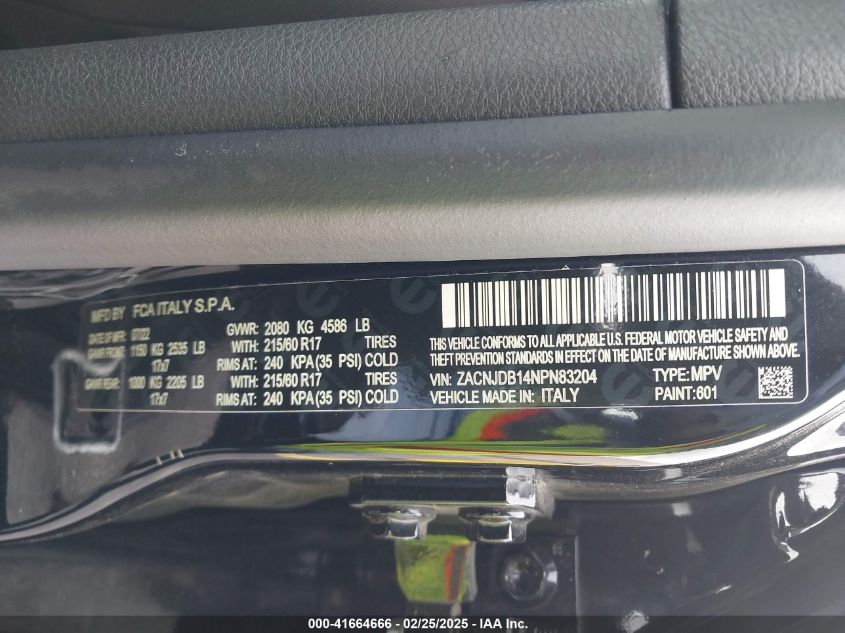 MFD BY FCA ITALY S.P.A.
DATE OF MFR 07/22 GVWR: 2080 KG 4586 LB
GAWR FRONT: 1150 KG 2535 LB WITH: 215/60 R17 TIRES
17x7 RIMS AT: 240 KPA(35 PSI) COLD
GAWR REAR: 1000 KG 2205 LB WITH: 215/60 R17 TIRES
17x7 RIMS AT: 240 KPA(35 PSI) COLD
THIS VEHICLE CONFORMS TO ALL APPLICABLE U.S. FEDERAL MOTOR VEHICLE SAFETY AND
THEFT PREVENTION STANDARDS IN EFFECT ON THE DATE OF MANUFACTURE SHOWN ABOVE.
VIN: ZACNJDB14NPN83204 TYPE: MPV
VEHICLE MADE IN: ITALY PAINT:601
000-41664666 - 02/25/2025 - IAA Inc.